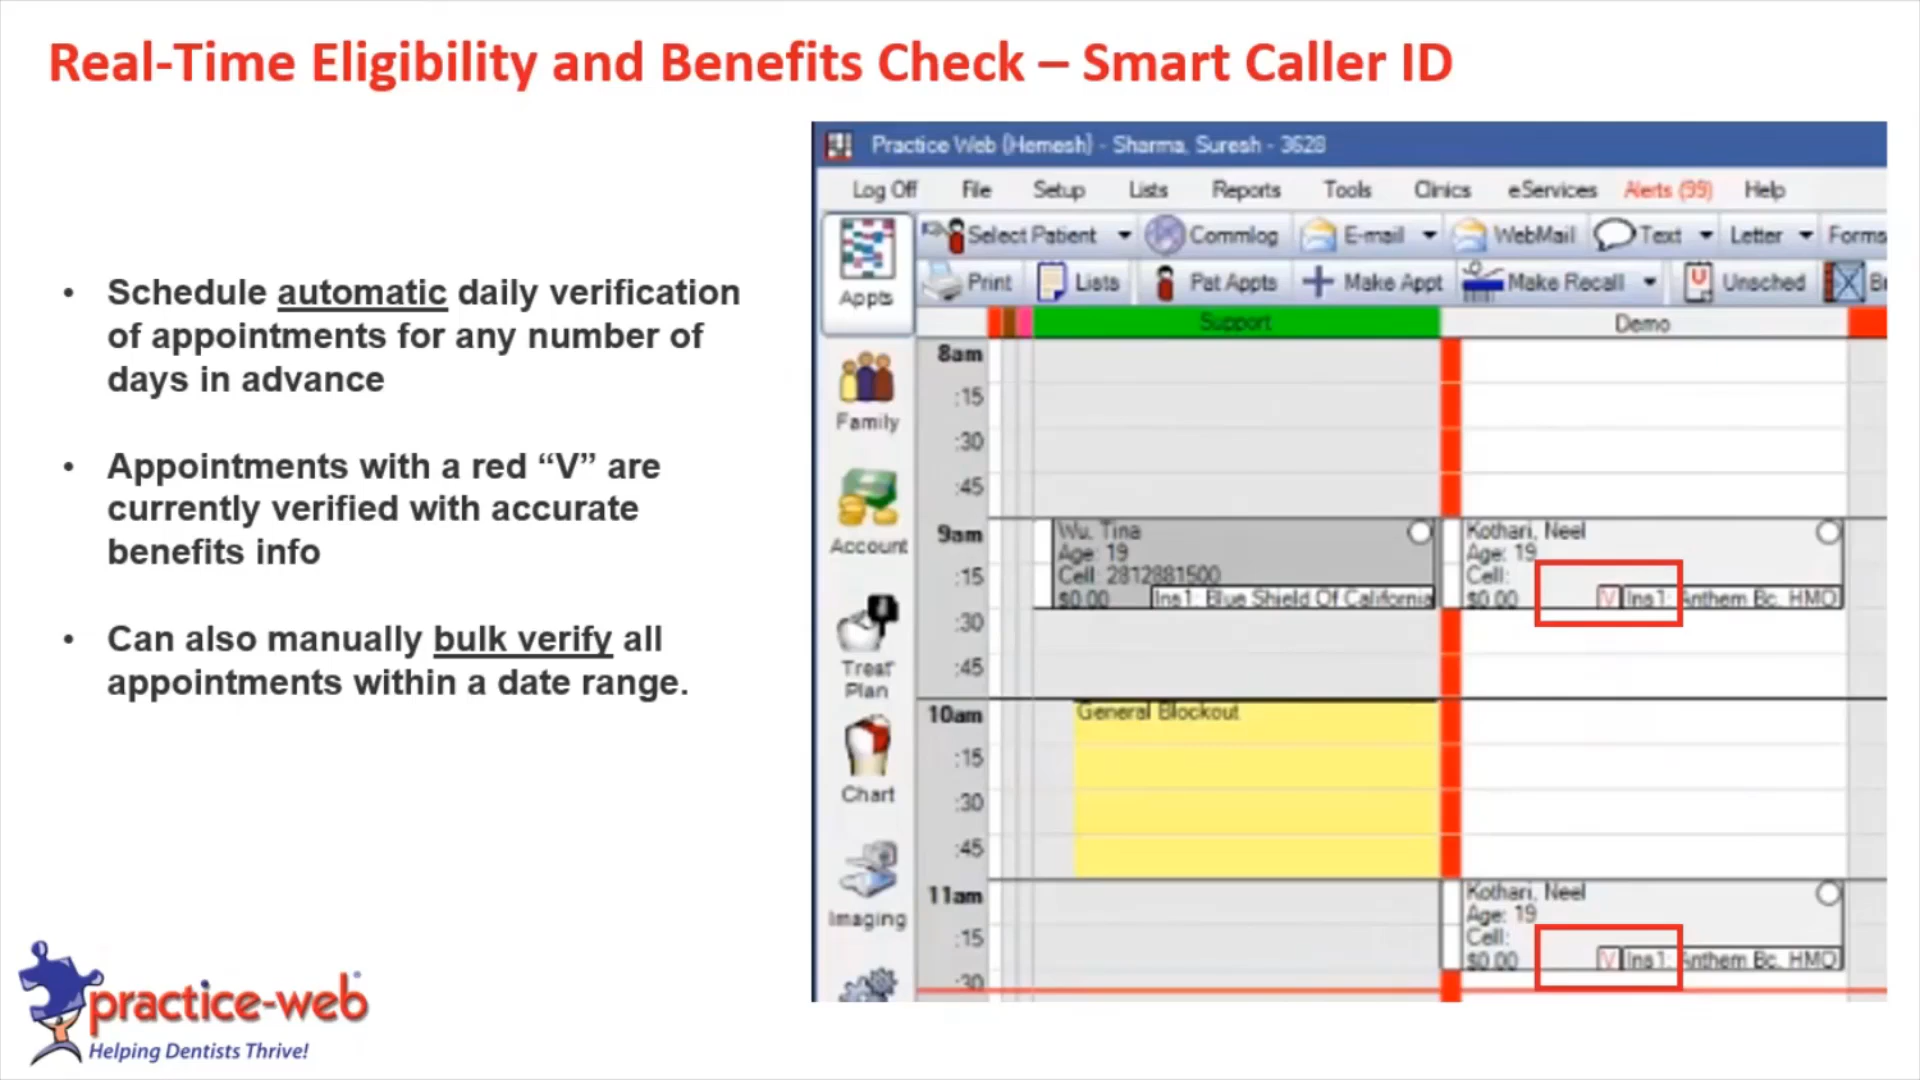 Real-Time Eligibility and Benefits Check – Smart Caller ID
• Schedule automatic daily verification
of appointments for any number of
days in advance
• Appointments with a red “V” are
currently verified with accurate
benefits info
• Can also manually bulk verify all
appointments within a date range.
practice-web
Helping Dentists Thrive!
Practice Web {Hemesh} - Sharma, Suresh - 3628
Log Off File Setup Lists Reports Tools Clinics eServices Alerts (99) Help
Select Patient Commlog E-mail WebMail Text Letter Forms
Print Lists Pat Appts Make Appt Make Recall Unsched
Appts
Family
Account
Treat
Plan
Chart
Imaging
Support Demo
8am
:15
:30
:45
9am
:15
:30
:45
10am
:15
:30
:45
11am
:15
:30
Wu, Tina
Age: 19
Cell: 2812881500
$0.00 Ins1: Blue Shield Of California
General Blockout
Kothari, Neel
Age: 19
Cell:
$0.00 V Ins1: Anthem Bc. HMO
Kothari, Neel
Age: 19
Cell:
$0.00 V Ins1: Anthem Bc. HMO